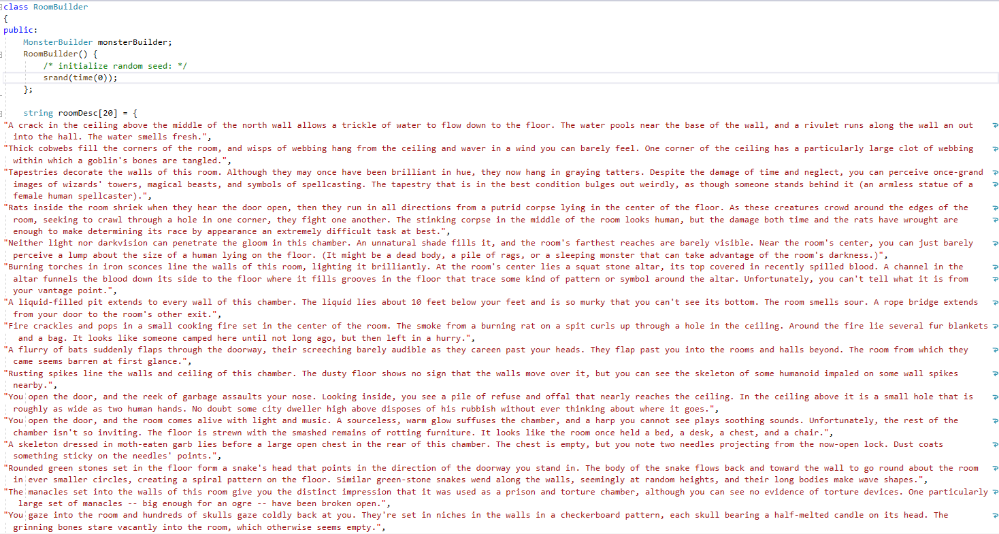 class RoomBuilder
{
public:
MonsterBuilder monsterBuilder;
RoomBuilder() {
/* initialize random seed: */
srand(time(0));
};
string roomDesc[20] = {
"A crack in the ceiling above the middle of the north wall allows a trickle of water to flow down to the floor. The water pools near the base of the wall, and a rivulet runs along the wall an out
into the hall. The water smells fresh.",
"Thick cobwebs fill the corners of the room, and wisps of webbing hang from the ceiling and waver in a wind you can barely feel. One corner of the ceiling has a particularly large clot of webbing
within which a goblin's bones are tangled.",
"Tapestries decorate the walls of this room. Although they may once have been brilliant in hue, they now hang in graying tatters. Despite the damage of time and neglect, you can perceive once-grand
images of wizards' towers, magical beasts, and symbols of spellcasting. The tapestry that is in the best condition bulges out weirdly, as though someone stands behind it (an armless statue of a
female human spellcaster).",
"Rats inside the room shriek when they hear the door open, then they run in all directions from a putrid corpse lying in the center of the floor. As these creatures crowd around the edges of the
room, seeking to crawl through a hole in one corner, they fight one another. The stinking corpse in the middle of the room looks human, but the damage both time and the rats have wrought are
enough to make determining its race by appearance an extremely difficult task at best.",
"Neither light nor darkvision can penetrate the gloom in this chamber. An unnatural shade fills it, and the room's farthest reaches are barely visible. Near the room's center, you can just barely
perceive a lump about the size of a human lying on the floor. (It might be a dead body, a pile of rags, or a sleeping monster that can take advantage of the room's darkness.)",
"Burning torches in iron sconces line the walls of this room, lighting it brilliantly. At the room's center lies a squat stone altar, its top covered in recently spilled blood. A channel in the
altar funnels the blood down its side to the floor where it fills grooves in the floor that trace some kind of pattern or symbol around the altar. Unfortunately, you can't tell what it is from
your vantage point.",
"A liquid-filled pit extends to every wall of this chamber. The liquid lies about 10 feet below your feet and is so murky that you can't see its bottom. The room smells sour. A rope bridge extends
from your door to the room's other exit.",
"Fire crackles and pops in a small cooking fire set in the center of the room. The smoke from a burning rat on a spit curls up through a hole in the ceiling. Around the fire lie several fur blankets
and a bag. It looks like someone camped here until not long ago, but then left in a hurry.",
"A flurry of bats suddenly flaps through the doorway, their screeching barely audible as they careen past your heads. They flap past you into the rooms and halls beyond. The room from which they
came seems barren at first glance.",
"Rusting spikes line the walls and ceiling of this chamber. The dusty floor shows no sign that the walls move over it, but you can see the skeleton of some humanoid impaled on some wall spikes
nearby.",
"You open the door, and the reek of garbage assaults your nose. Looking inside, you see a pile of refuse and offal that nearly reaches the ceiling. In the ceiling above it is a small hole that is
roughly as wide as two human hands. No doubt some city dweller high above disposes of his rubbish without ever thinking about where it goes.",
"You open the door, and the room comes alive with light and music. A sourceless, warm glow suffuses the chamber, and a harp you cannot see plays soothing sounds. Unfortunately, the rest of the
chamber isn't so inviting. The floor is strewn with the smashed remains of rotting furniture. It looks like the room once held a bed, a desk, a chest, and a chair.",
"A skeleton dressed in moth-eaten garb lies before a large open chest in the rear of this chamber. The chest is empty, but you note two needles projecting from the now-open lock. Dust coats
something sticky on the needles' points.",
"Rounded green stones set in the floor form a snake's head that points in the direction of the doorway you stand in. The body of the snake flows back and toward the wall to go round about the room
in ever smaller circles, creating a spiral pattern on the floor. Similar green-stone snakes wend along the walls, seemingly at random heights, and their long bodies make wave shapes.",
"The manacles set into the walls of this room give you the distinct impression that it was used as a prison and torture chamber, although you can see no evidence of torture devices. One particularly
large set of manacles -- big enough for an ogre -- have been broken open.",
"You gaze into the room and hundreds of skulls gaze coldly back at you. They're set in niches in the walls in a checkerboard pattern, each skull bearing a half-melted candle on its head. The
grinning bones stare vacantly into the room, which otherwise seems empty.",